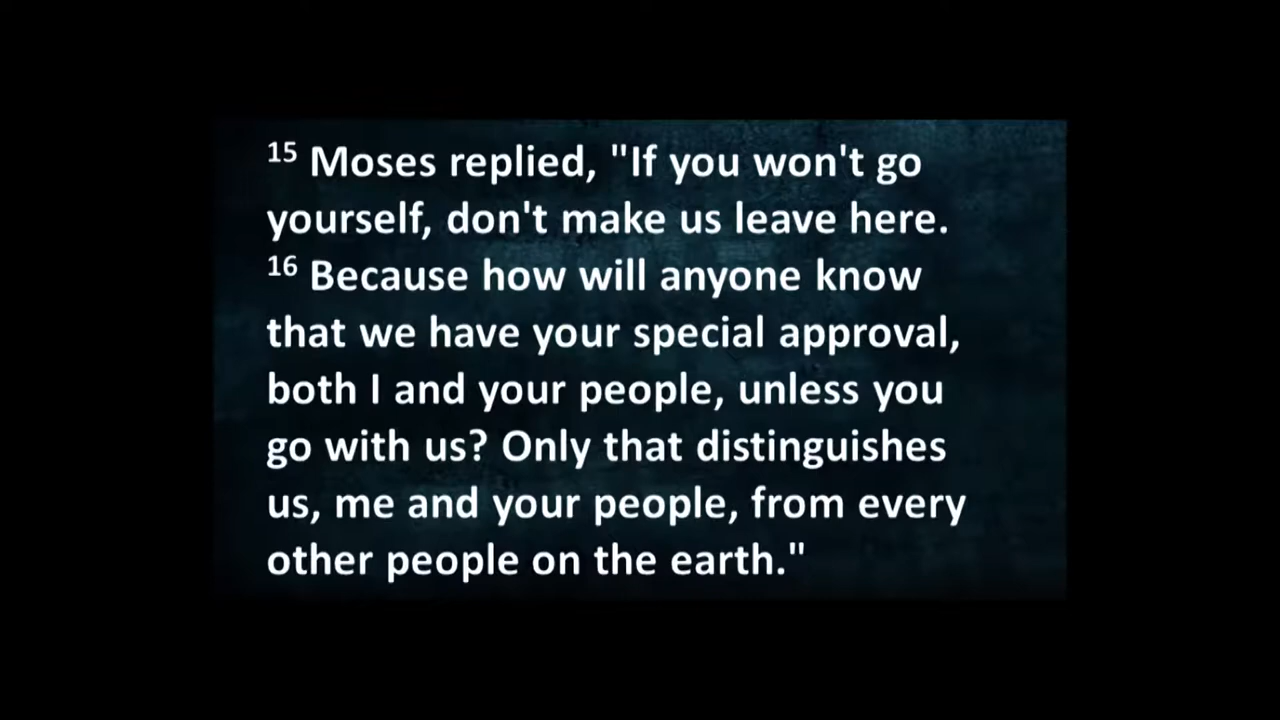 15 Moses replied, "If you won't go
yourself, don't make us leave here.
16 Because how will anyone know
that we have your special approval,
both I and your people, unless you
go with us? Only that distinguishes
us, me and your people, from every
other people on the earth."